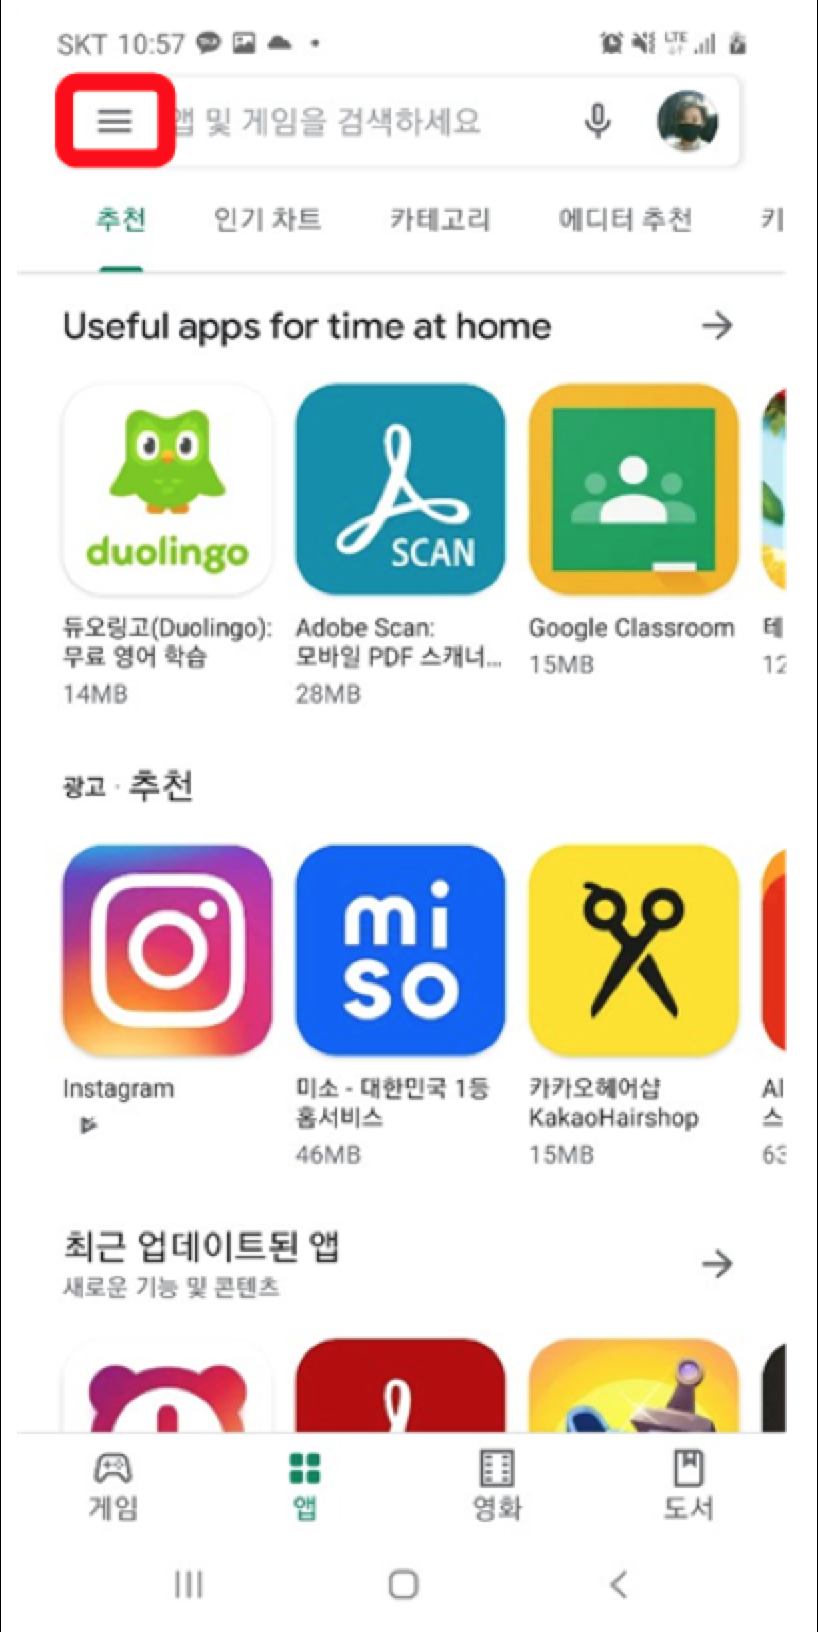 SKT 10:57
LTE
앱 및 게임을 검색하세요
추천 인기 차트 카테고리 에디터 추천 키
Useful apps for time at home
duolingo
SCAN
듀오링고(Duolingo):
무료 영어 학습
14MB
Adobe Scan:
모바일 PDF 스캐너...
28MB
Google Classroom
15MB
테
12
광고 · 추천
mi
so
Instagram
미소 - 대한민국 1등
홈서비스
46MB
카카오헤어샵
KakaoHairshop
15MB
Al
스
63
최근 업데이트된 앱
새로운 기능 및 콘텐츠
게임 앱 영화 도서